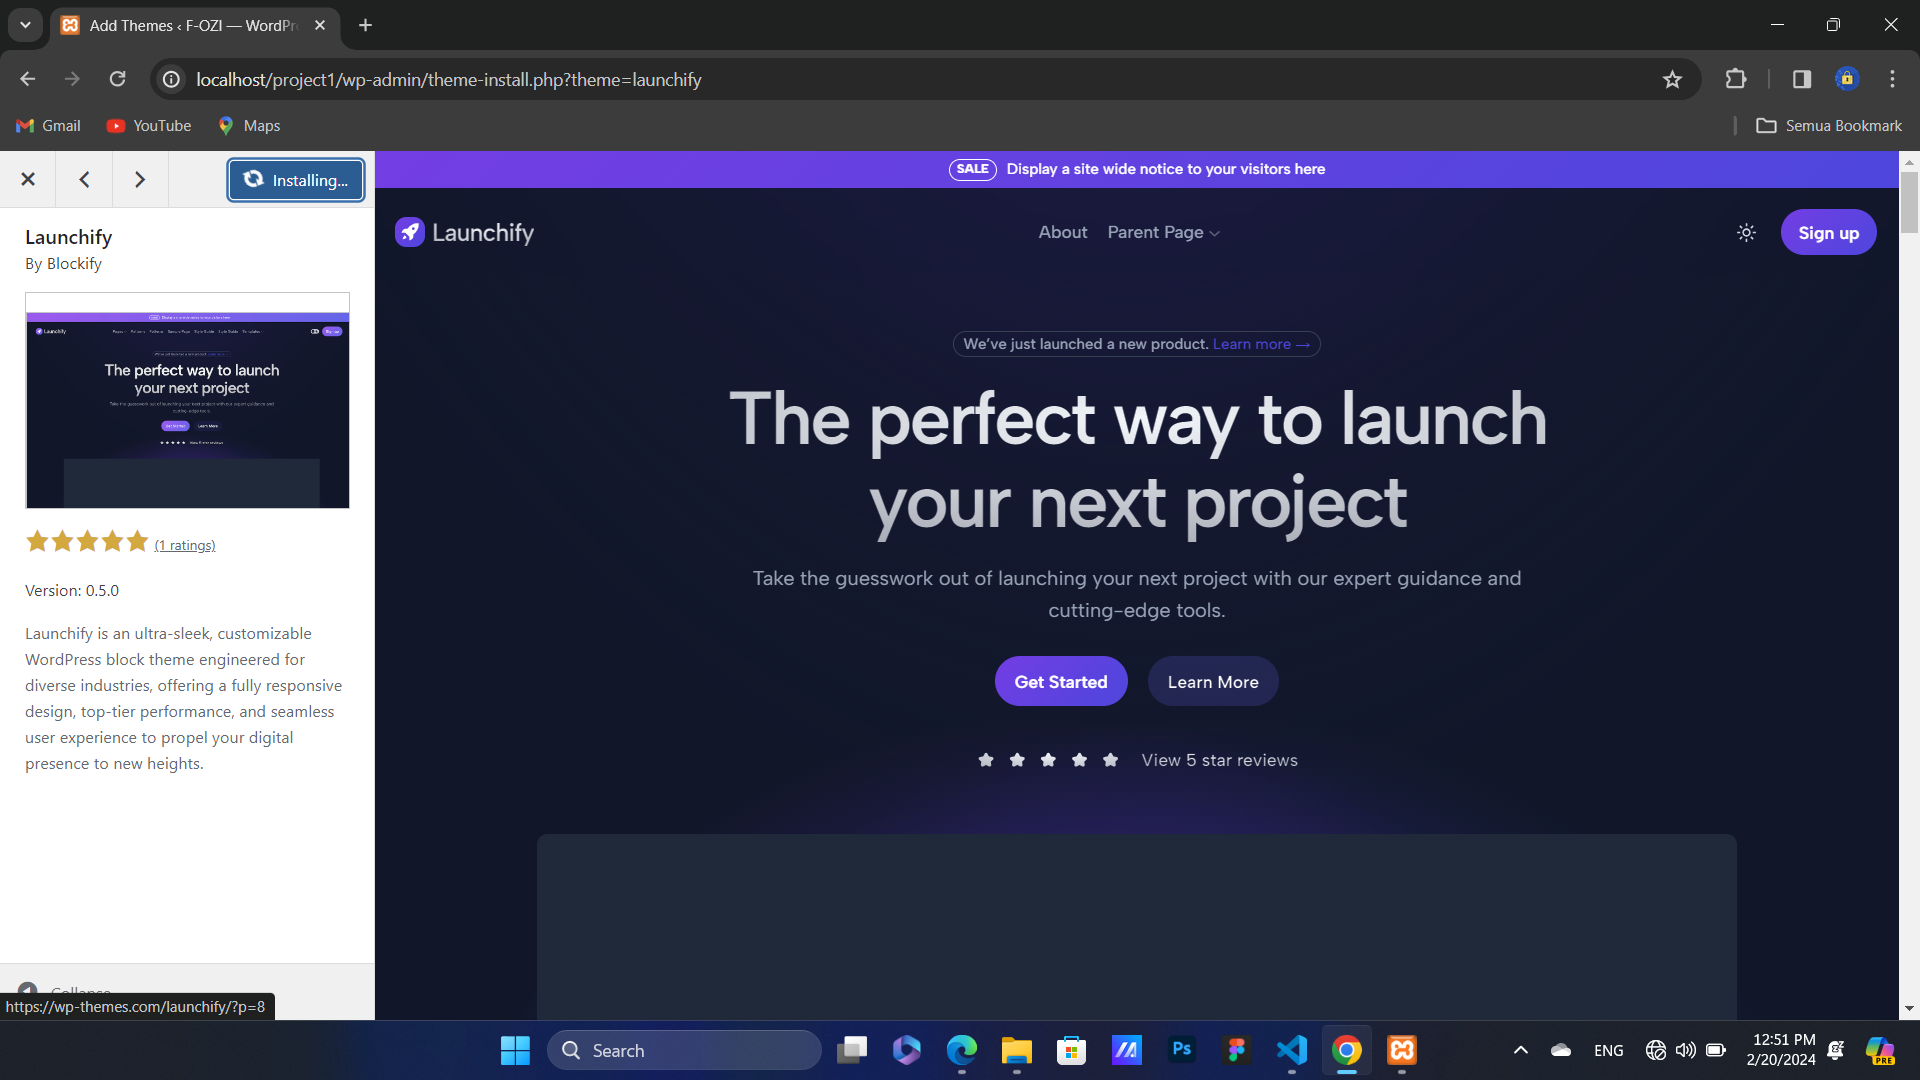 Add Themes ‹ F-OZI — WordPr
localhost/project1/wp-admin/theme-install.php?theme=launchify
Gmail
YouTube
Maps
Semua Bookmark
Installing...
Launchify
By Blockify
The perfect way to launch
your next project
(1 ratings)
Version: 0.5.0
Launchify is an ultra-sleek, customizable
WordPress block theme engineered for
diverse industries, offering a fully responsive
design, top-tier performance, and seamless
user experience to propel your digital
presence to new heights.
https://wp-themes.com/launchify/?p=8
SALE Display a site wide notice to your visitors here
Launchify
About
Parent Page
Sign up
We've just launched a new product. Learn more →
The perfect way to launch
your next project
Take the guesswork out of launching your next project with our expert guidance and
cutting-edge tools.
Get Started
Learn More
View 5 star reviews
Search
Ps
ENG
12:51 PM
2/20/2024
PRE